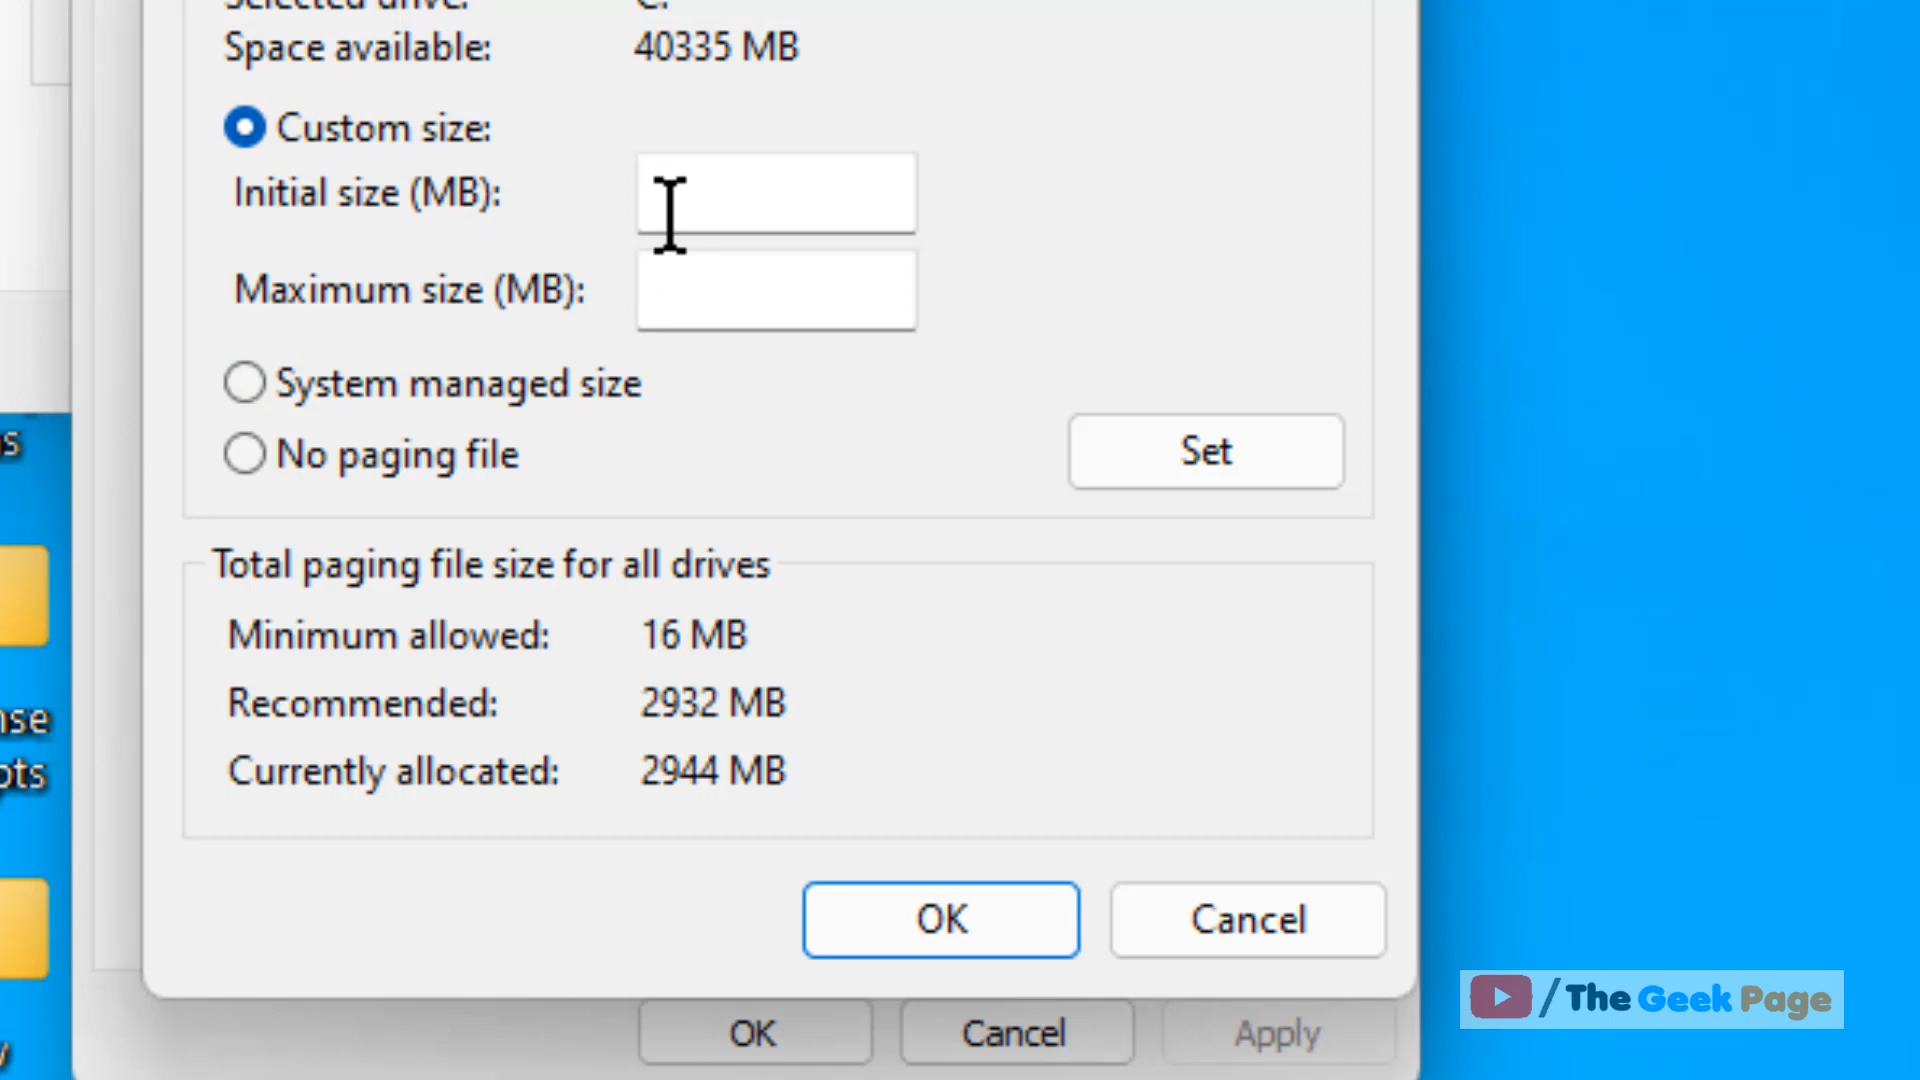 Selected drive: C:
Space available: 40335 MB
Custom size:
Initial size (MB):
Maximum size (MB):
System managed size
No paging file
Set
Total paging file size for all drives
Minimum allowed: 16 MB
Recommended: 2932 MB
Currently allocated: 2944 MB
OK Cancel
OK Cancel Apply
/The Geek Page